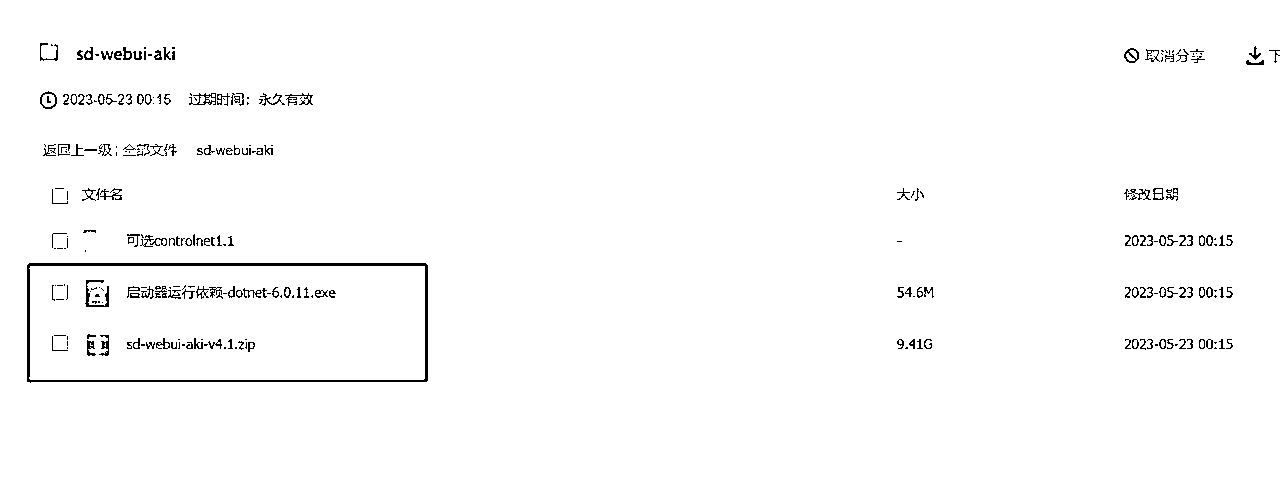 sd-webui-aki
取消分享 下
2023-05-23 00:15 过期时间：永久有效
返回上一级 | 全部文件 sd-webui-aki
文件名 大小 修改日期
可选controlnet1.1 - 2023-05-23 00:15
启动器运行依赖-dotnet-6.0.11.exe 54.6M 2023-05-23 00:15
sd-webui-aki-v4.1.zip 9.41G 2023-05-23 00:15